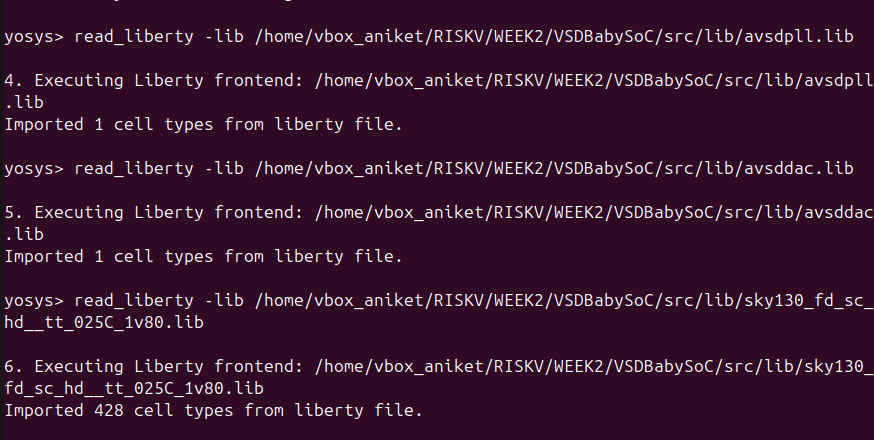 yosys> read_liberty -lib /home/vbox_aniket/RISKV/WEEK2/VSDBabySoC/src/lib/avsdpll.lib
4. Executing Liberty frontend: /home/vbox_aniket/RISKV/WEEK2/VSDBabySoC/src/lib/avsdpll
.lib
Imported 1 cell types from liberty file.
yosys> read_liberty -lib /home/vbox_aniket/RISKV/WEEK2/VSDBabySoC/src/lib/avsddac.lib
5. Executing Liberty frontend: /home/vbox_aniket/RISKV/WEEK2/VSDBabySoC/src/lib/avsddac
.lib
Imported 1 cell types from liberty file.
yosys> read_liberty -lib /home/vbox_aniket/RISKV/WEEK2/VSDBabySoC/src/lib/sky130_fd_sc_
hd__tt_025C_1v80.lib
6. Executing Liberty frontend: /home/vbox_aniket/RISKV/WEEK2/VSDBabySoC/src/lib/sky130_
fd_sc_hd__tt_025C_1v80.lib
Imported 428 cell types from liberty file.